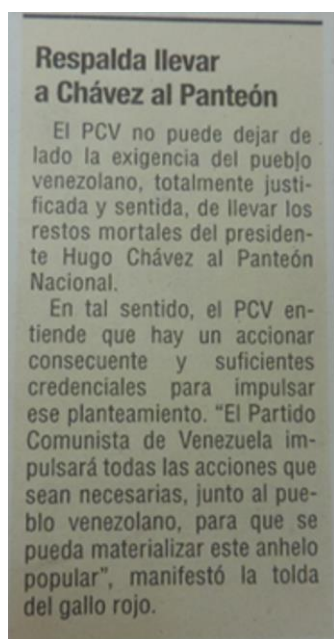 Respalda llevar
a Chávez al Panteón
El PCV no puede dejar de
lado la exigencia del pueblo
venezolano, totalmente justi-
ficada y sentida, de llevar los
restos mortales del presiden-
te Hugo Chávez al Panteón
Nacional.
En tal sentido, el PCV en-
tiende que hay un accionar
consecuente y suficientes
credenciales para impulsar
ese planteamiento. “El Partido
Comunista de Venezuela im-
pulsará todas las acciones que
sean necesarias, junto al pue-
blo venezolano, para que se
pueda materializar este anhelo
popular”, manifestó la tolda
del gallo rojo.